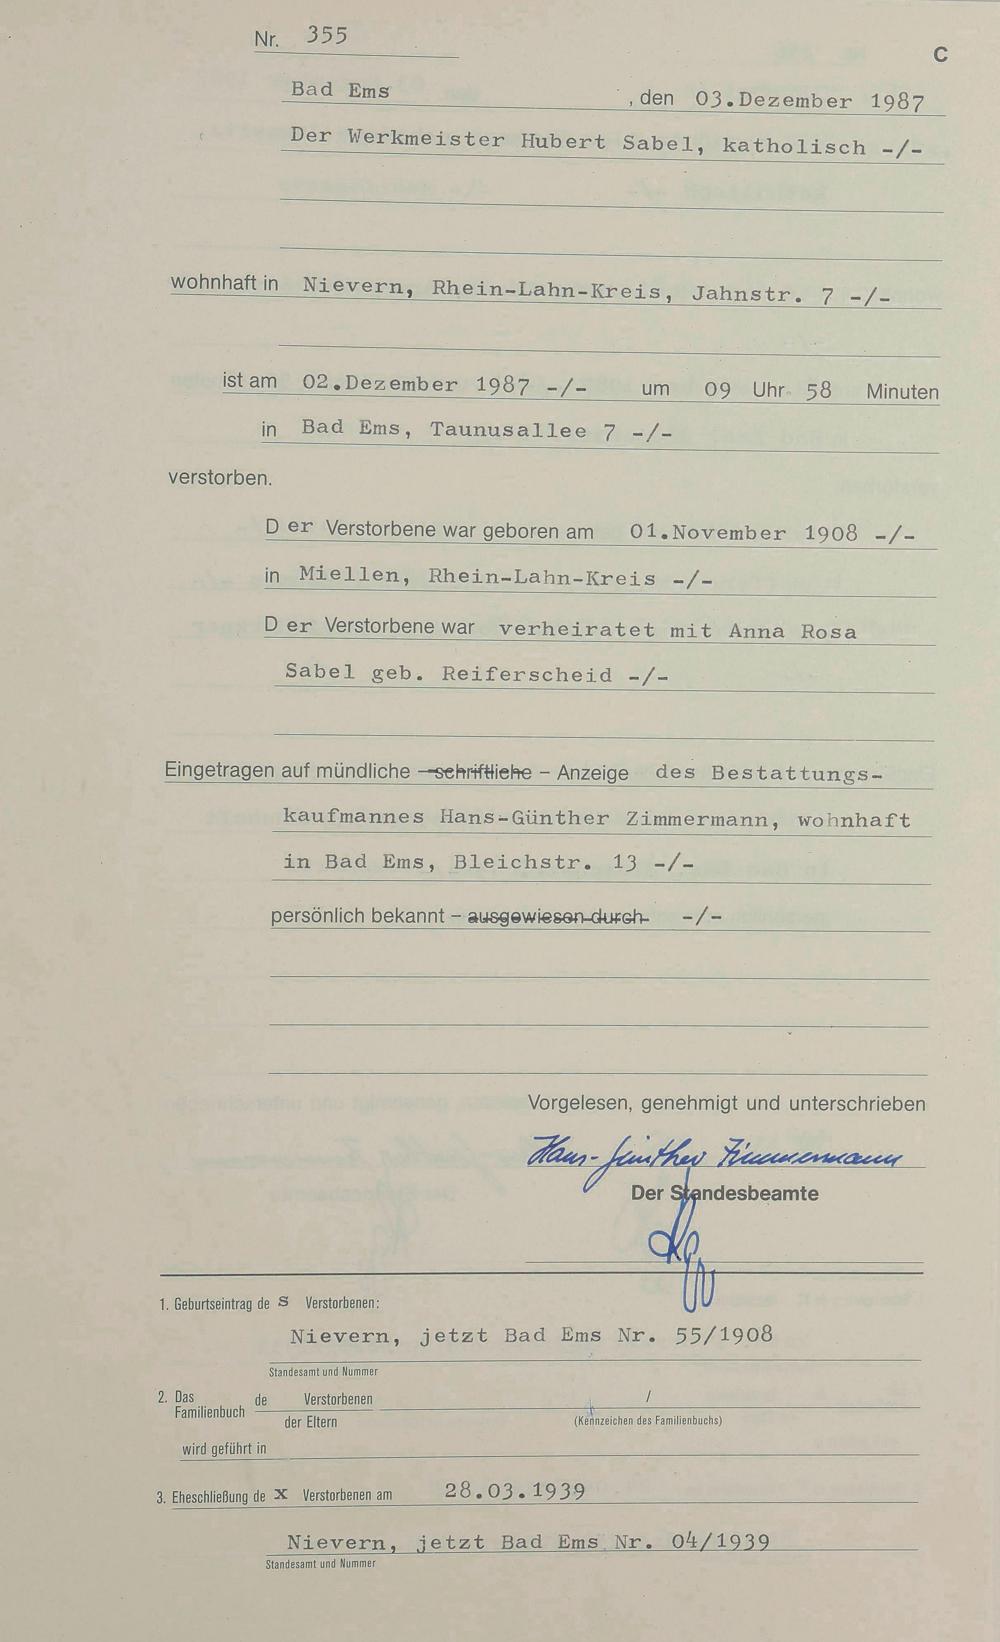 Nr. 355
C
Bad Ems , den 03.Dezember 1987
Der Werkmeister Hubert Sabel, katholisch -/-
wohnhaft in Nievern, Rhein-Lahn-Kreis, Jahnstr. 7 -/-
ist am 02.Dezember 1987 -/- um 09 Uhr 58 Minuten
in Bad Ems, Taunusallee 7 -/-
verstorben.
D er Verstorbene war geboren am 01.November 1908 -/-
in Miellen, Rhein-Lahn-Kreis -/-
D er Verstorbene war verheiratet mit Anna Rosa
Sabel geb. Reiferscheid -/-
Eingetragen auf mündliche – schriftliche – Anzeige des Bestattungs-
kaufmannes Hans-Günther Zimmermann, wohnhaft
in Bad Ems, Bleichstr. 13 -/-
persönlich bekannt – ausgewiesen durch -/-
Vorgelesen, genehmigt und unterschrieben
Hans-Günther Zimmermann
Der Standesbeamte
1. Geburtseintrag de s Verstorbenen:
Nievern, jetzt Bad Ems Nr. 55/1908
Standesamt und Nummer
2. Das Familienbuch de Verstorbenen /
der Eltern (Kennzeichen des Familienbuchs)
wird geführt in
3. Eheschließung de x Verstorbenen am 28.03.1939
Nievern, jetzt Bad Ems Nr. 04/1939
Standesamt und Nummer